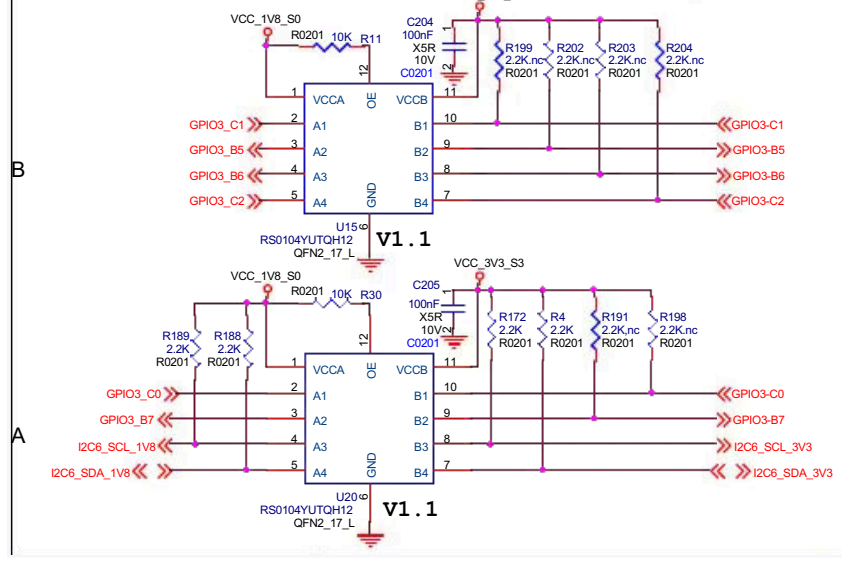 VCC_1V8_S0
R0201 10K R11
C204
100nF
X5R
10V
C0201
1
2
R199
2.2K.nc
R0201
R202
2.2K.nc
R0201
R203
2.2K.nc
R0201
R204
2.2K.nc
R0201
12
1 VCCA OE VCCB 11
GPIO3_C1 2 A1 B1 10 GPIO3-C1
GPIO3_B5 3 A2 B2 9 GPIO3-B5
B
GPIO3_B6 4 A3 B3 8 GPIO3-B6
GPIO3_C2 5 A4 GND B4 7 GPIO3-C2
U15 6
RS0104YUTQH12
QFN2_17_L
V1.1
VCC_1V8_S0
VCC_3V3_S3
R0201 10K R30
C205
100nF
X5R
10V
C0201
1
2
R189
2.2K
R0201
R188
2.2K
R0201
R172
2.2K
R0201
R4
2.2K
R0201
R191
2.2K,nc
R0201
R198
2.2K.nc
R0201
12
1 VCCA OE VCCB 11
GPIO3_C0 2 A1 B1 10 GPIO3-C0
GPIO3_B7 3 A2 B2 9 GPIO3-B7
A
I2C6_SCL_1V8 4 A3 B3 8 I2C6_SCL_3V3
I2C6_SDA_1V8 5 A4 GND B4 7 I2C6_SDA_3V3
U20 6
RS0104YUTQH12
QFN2_17_L
V1.1